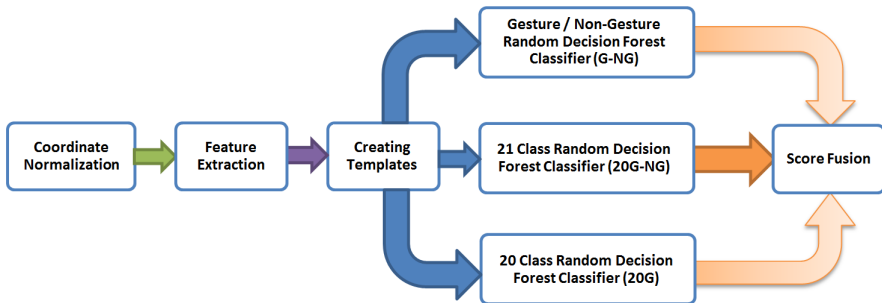 Coordinate
Normalization
Feature
Extraction
Creating
Templates
Gesture / Non-Gesture
Random Decision Forest
Classifier (G-NG)
21 Class Random Decision
Forest Classifier (20G-NG)
20 Class Random Decision
Forest Classifier (20G)
Score Fusion